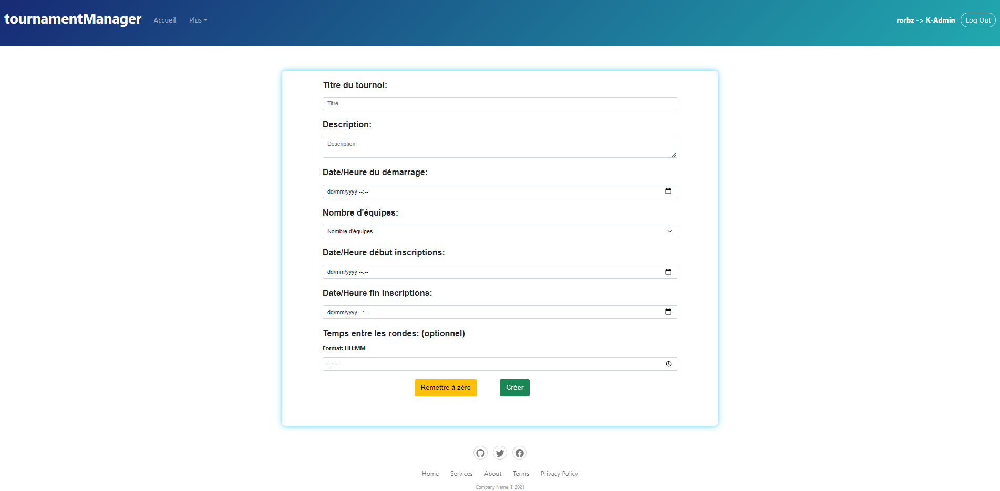 tournamentManager Accueil Plus rorbz -> K-Admin Log Out
Titre du tournoi:
Titre
Description:
Description
Date/Heure du démarrage:
dd/mm/yyyy --:--
Nombre d'équipes:
Nombre d'équipes
Date/Heure début inscriptions:
dd/mm/yyyy --:--
Date/Heure fin inscriptions:
dd/mm/yyyy --:--
Temps entre les rondes: (optionnel)
Format: HH:MM
--:--
Remettre à zéro Créer
Home Services About Terms Privacy Policy
Company Name © 2021